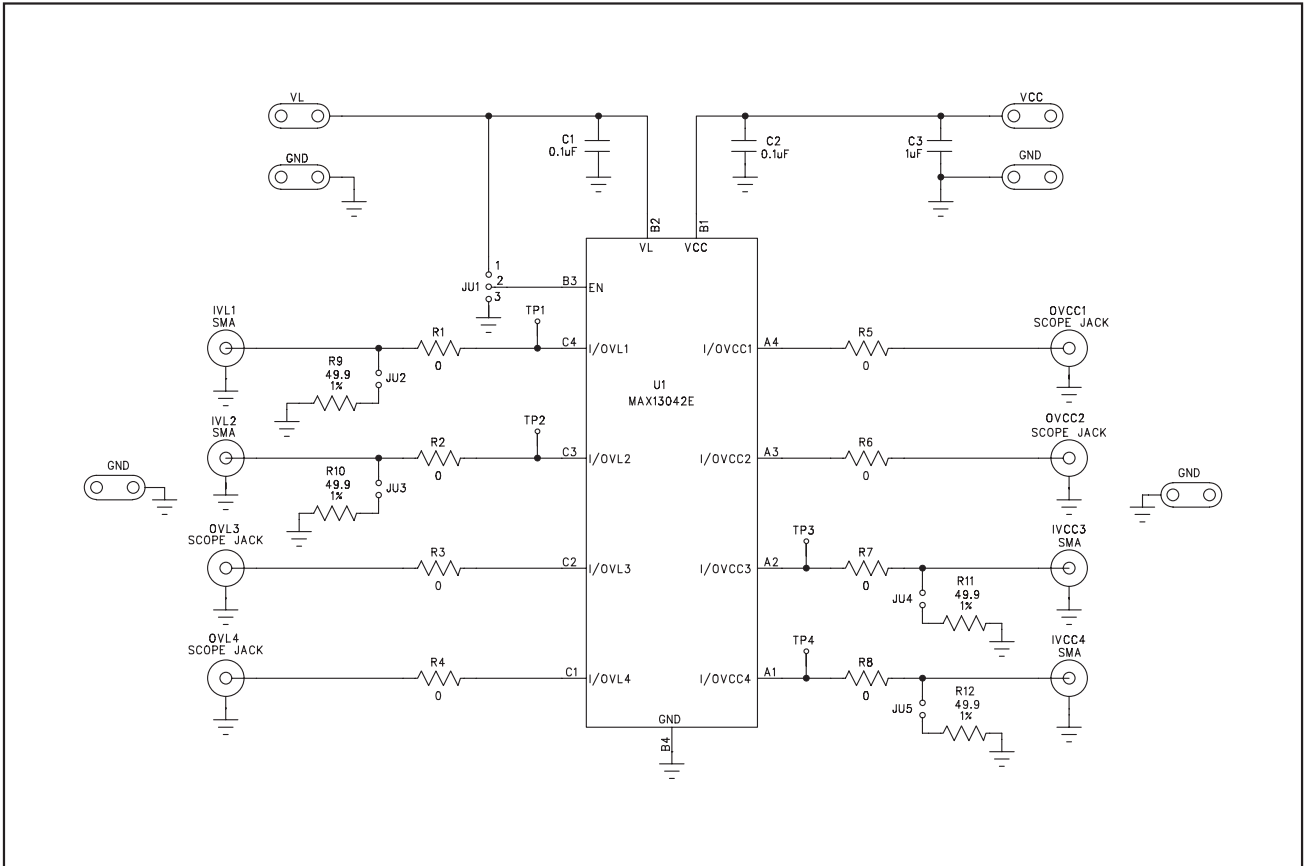 VL
VCC
GND
GND
C1
0.1uF
C2
0.1uF
C3
1uF
B2
B1
VL
VCC
JU1
1
2
3
B3
EN
IVL1
SMA
R9
49.9
1%
JU2
R1
0
TP1
C4
I/OVL1
I/OVCC1
A4
R5
0
OVCC1
SCOPE JACK
U1
MAX13042E
IVL2
SMA
R10
49.9
1%
JU3
R2
0
TP2
C3
I/OVL2
I/OVCC2
A3
R6
0
OVCC2
SCOPE JACK
GND
GND
OVL3
SCOPE JACK
R3
0
C2
I/OVL3
I/OVCC3
A2
TP3
R7
0
JU4
R11
49.9
1%
IVCC3
SMA
OVL4
SCOPE JACK
R4
0
C1
I/OVL4
I/OVCC4
A1
TP4
R8
0
JU5
R12
49.9
1%
IVCC4
SMA
GND
B4